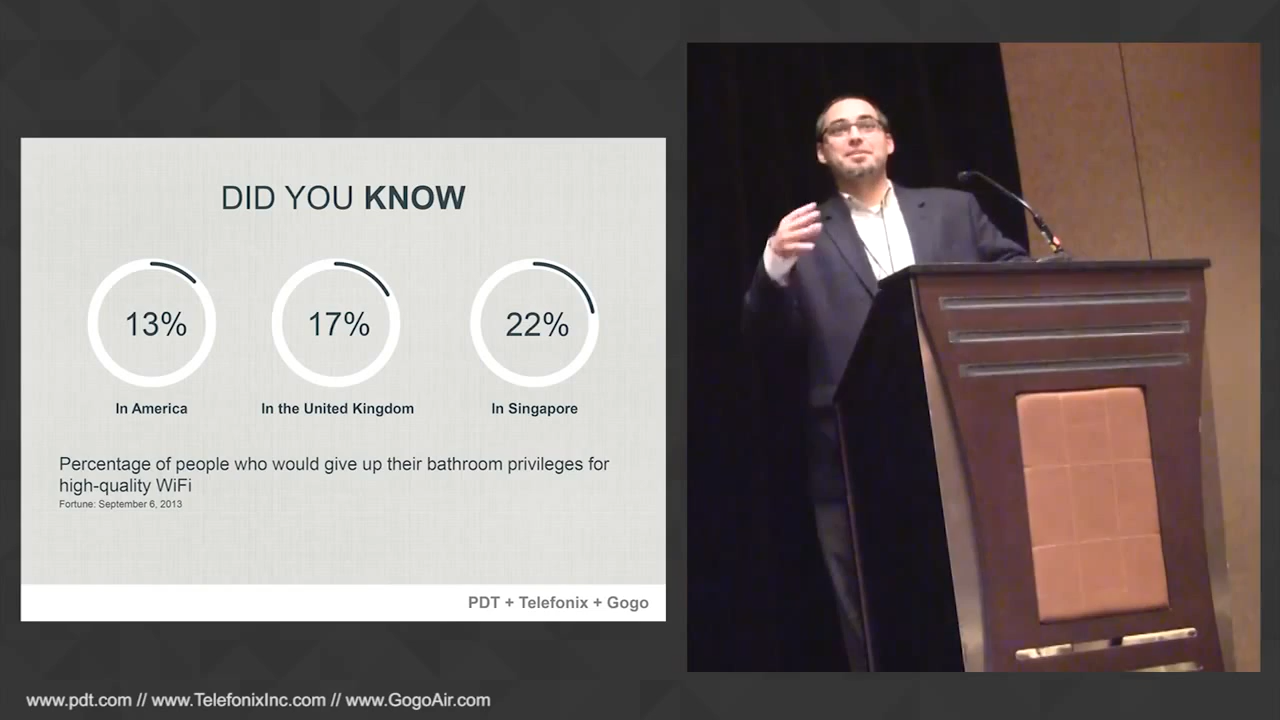 DID YOU KNOW
13%
17%
22%
In America
In the United Kingdom
In Singapore
Percentage of people who would give up their bathroom privileges for
high-quality WiFi
Fortune: September 6, 2013
PDT + Telefonix + Gogo
www.pdt.com // www.TelefonixInc.com // www.GogoAir.com